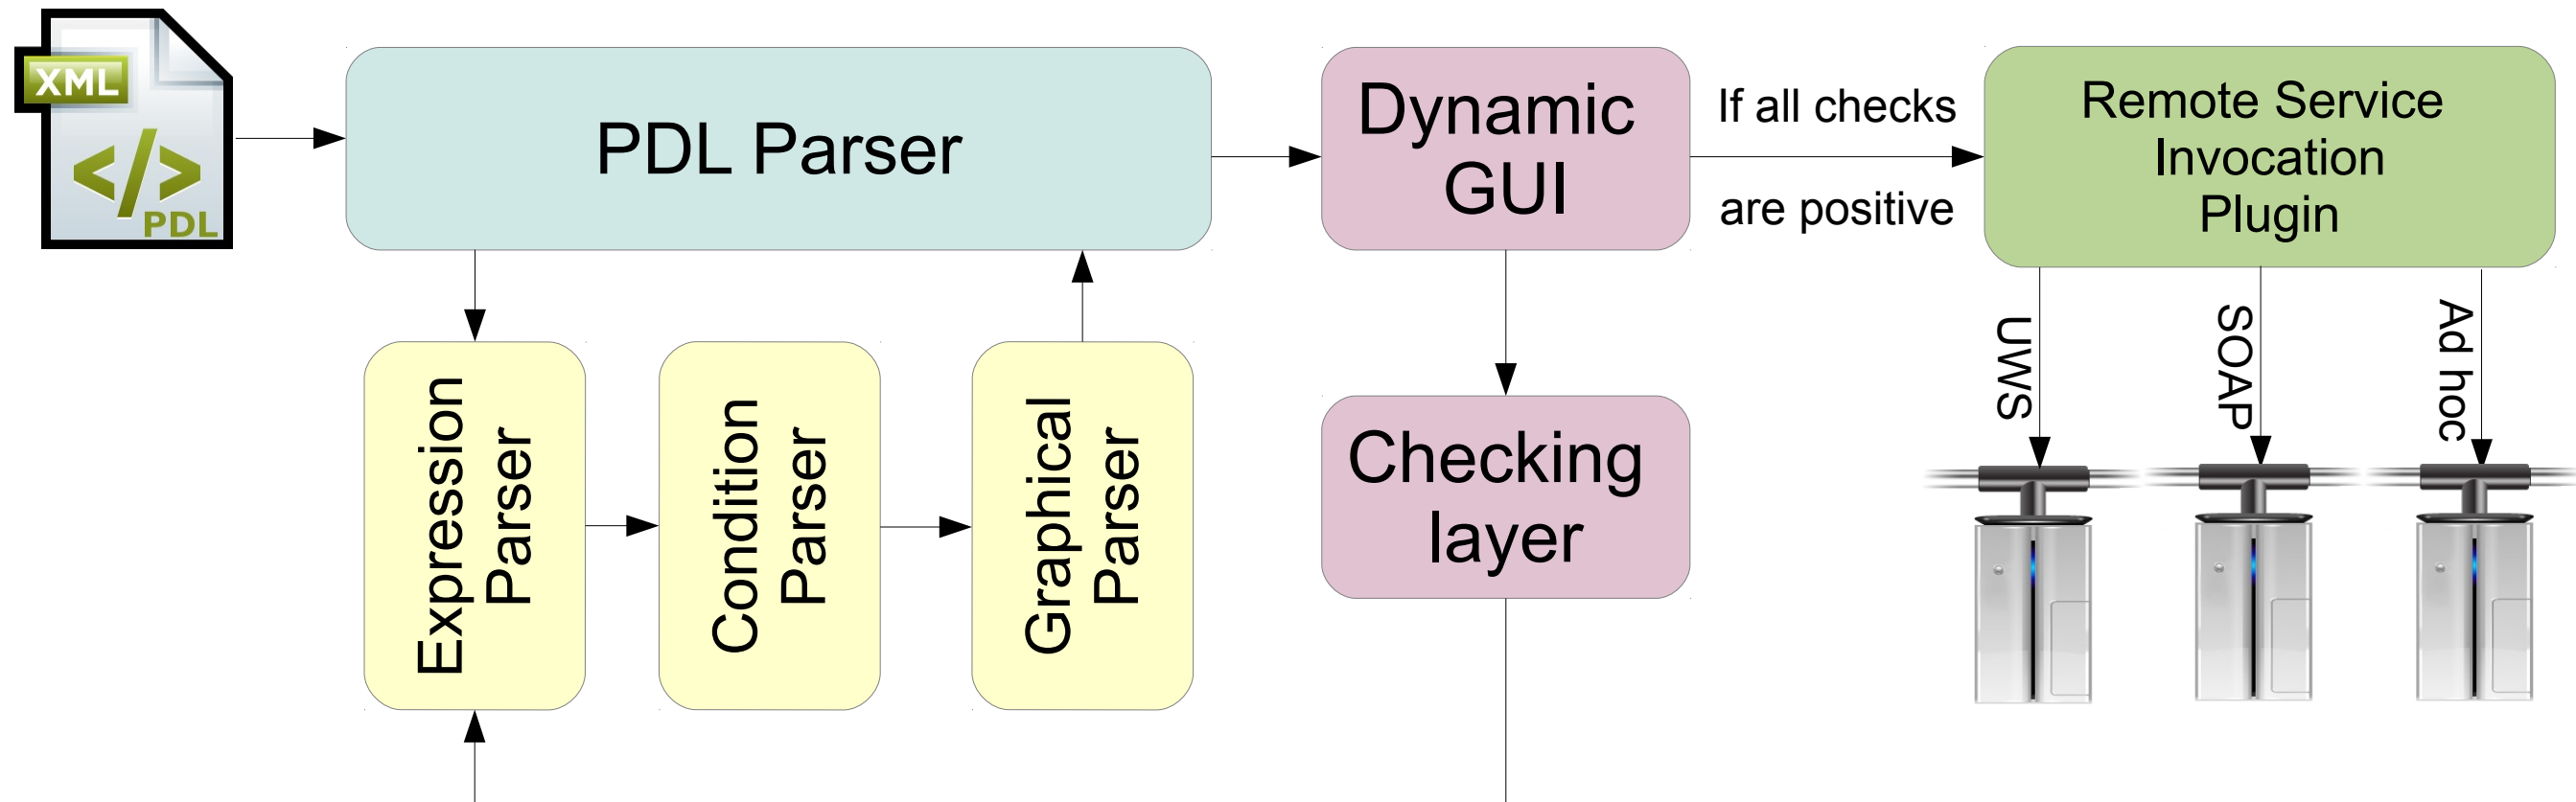 XML
</>
PDL
PDL Parser
Dynamic
GUI
If all checks
are positive
Remote Service
Invocation
Plugin
Expression
Parser
Condition
Parser
Graphical
Parser
Checking
layer
UWS
SOAP
Ad hoc